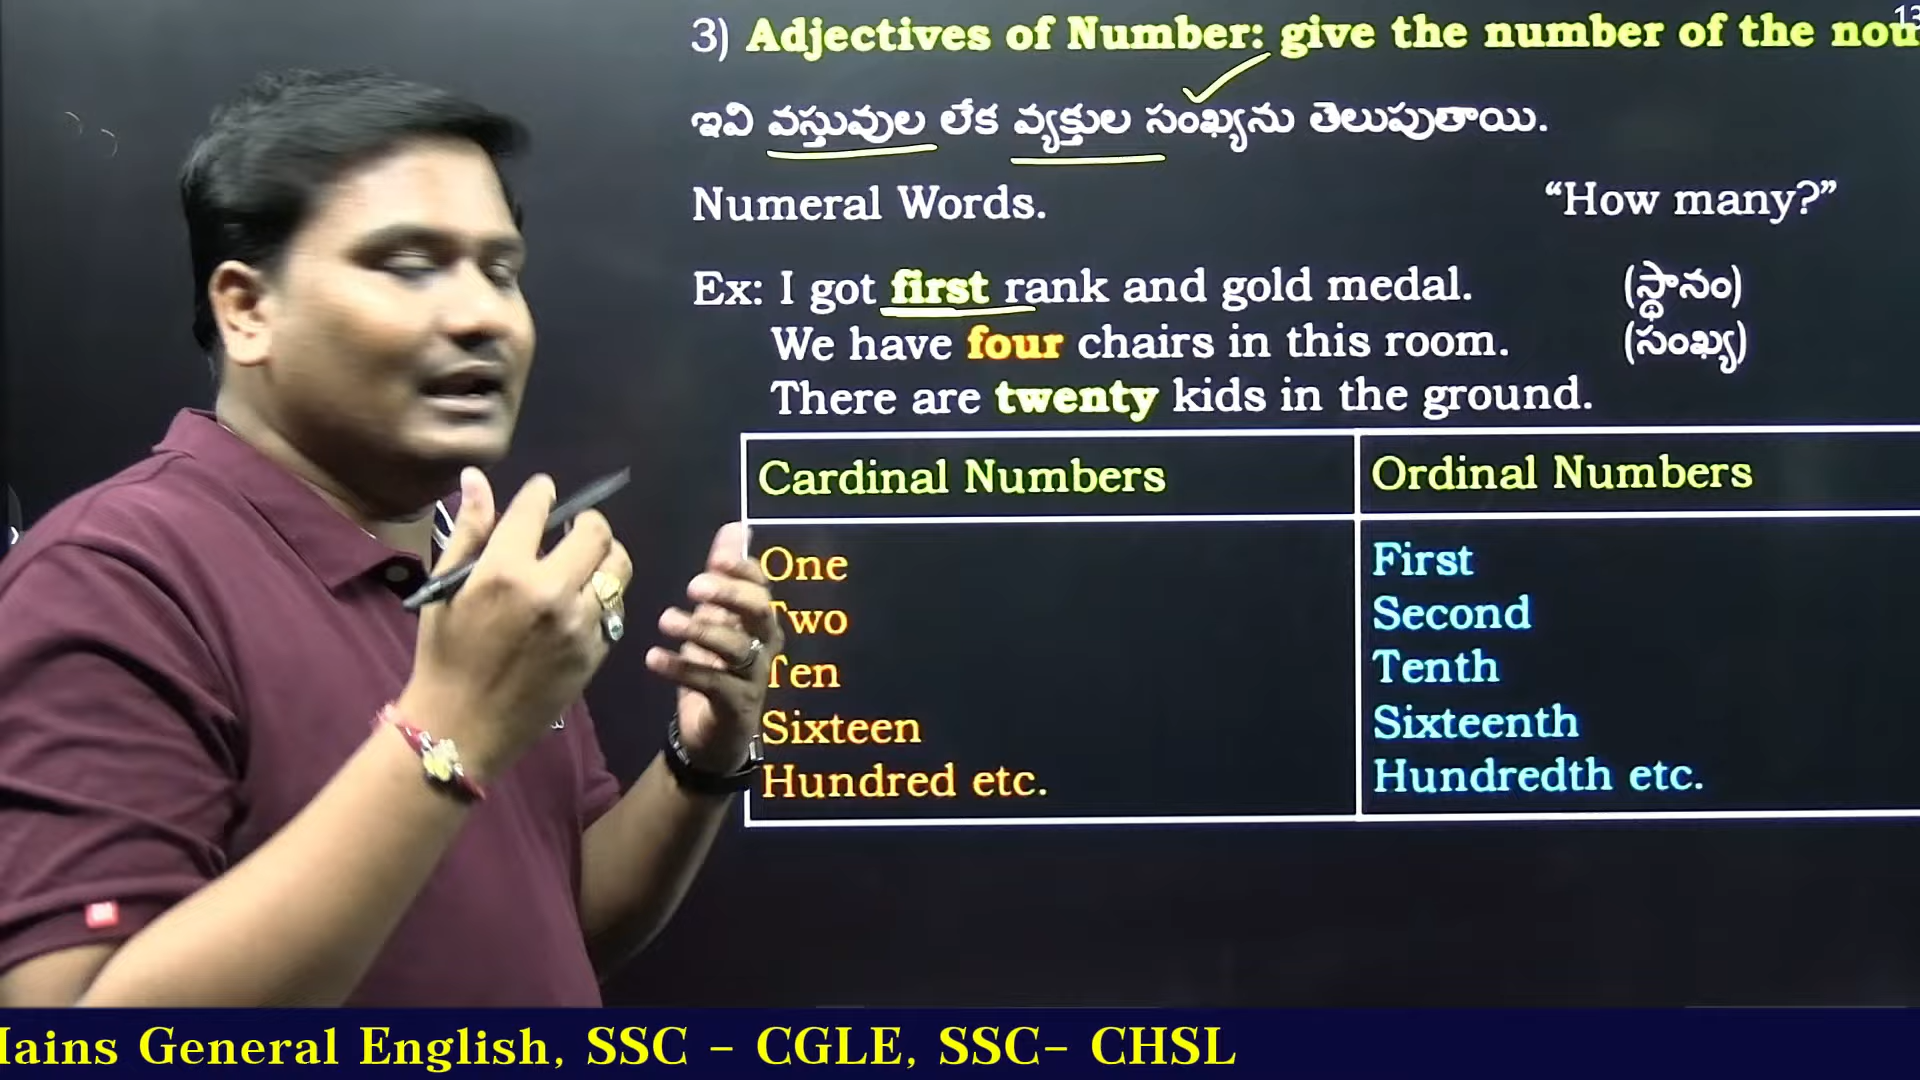 13
3) Adjectives of Number: give the number of the
ఇవి వస్తువుల లేక వ్యక్తుల సంఖ్యను తెలుపుతాయి.
Numeral Words. “How many?”
Ex: I got first rank and gold medal. (స్థానం)
We have four chairs in this room. (సంఖ్య)
There are twenty kids in the ground.
Cardinal Numbers Ordinal Numbers
One First
Two Second
Ten Tenth
Sixteen Sixteenth
Hundred etc. Hundredth etc.
General English, SSC - CGLE, SSC- CHSL